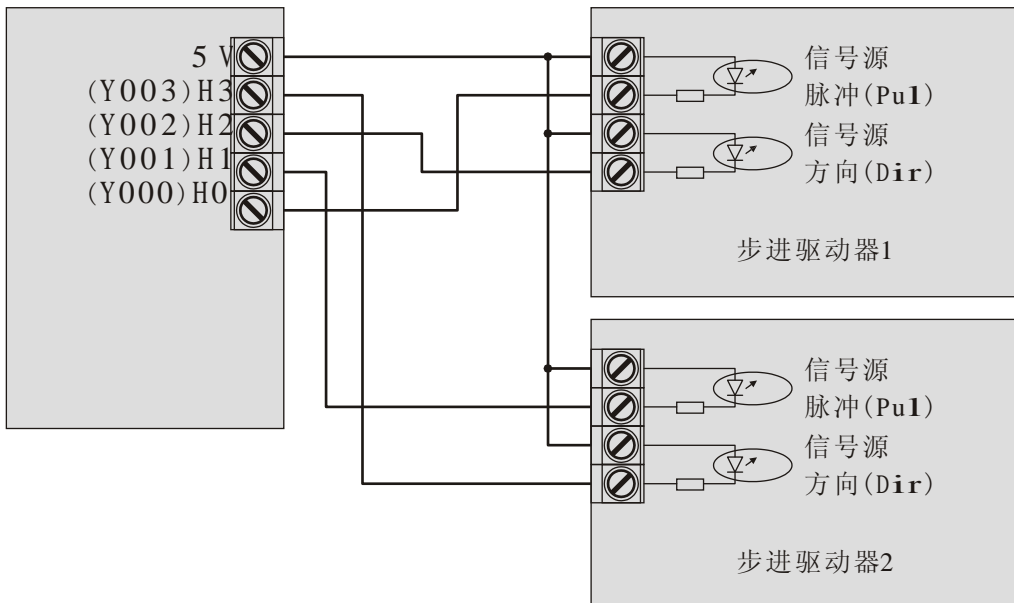 5 V
(Y003)H3
(Y002)H2
(Y001)H1
(Y000)H0
信号源
脉冲(Pul)
信号源
方向(Dir)
步进驱动器1
信号源
脉冲(Pul)
信号源
方向(Dir)
步进驱动器2